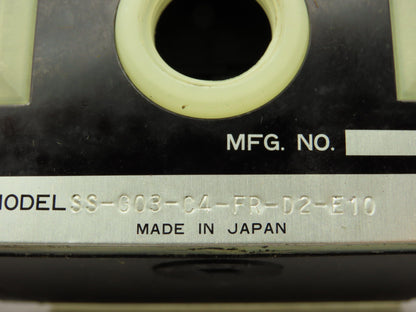 MFG. NO.
MODEL SS-G03-C4-FR-D2-E10
MADE IN JAPAN